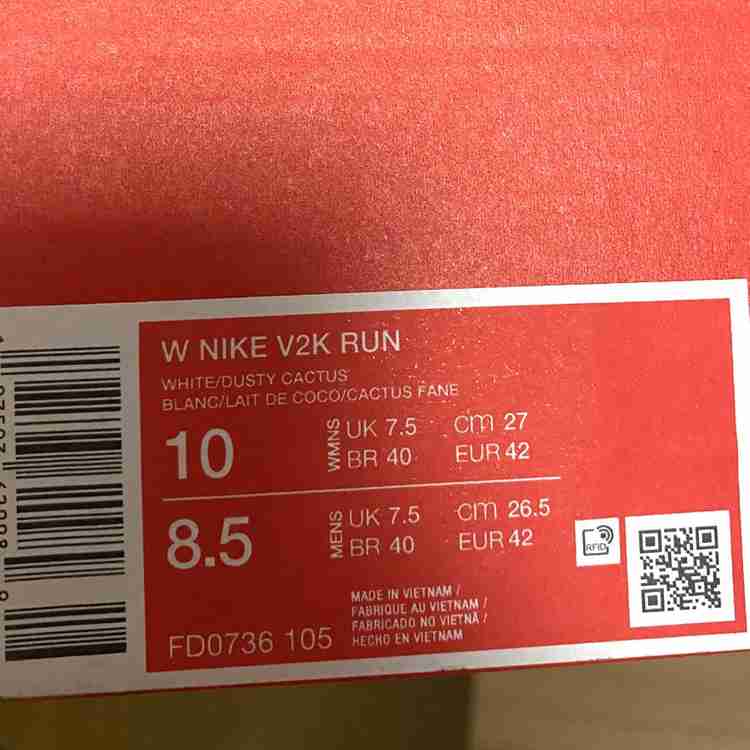 W NIKE V2K RUN
WHITE/DUSTY CACTUS
BLANC/LAIT DE COCO/CACTUS FANE
10
WMNS
UK 7.5 cm 27
BR 40 EUR 42
8.5
MENS
UK 7.5 cm 26.5
BR 40 EUR 42
RFID
MADE IN VIETNAM /
FABRIQUE AU VIETNAM /
FABRICADO NO VIETNÃ /
HECHO EN VIETNAM
FD0736 105